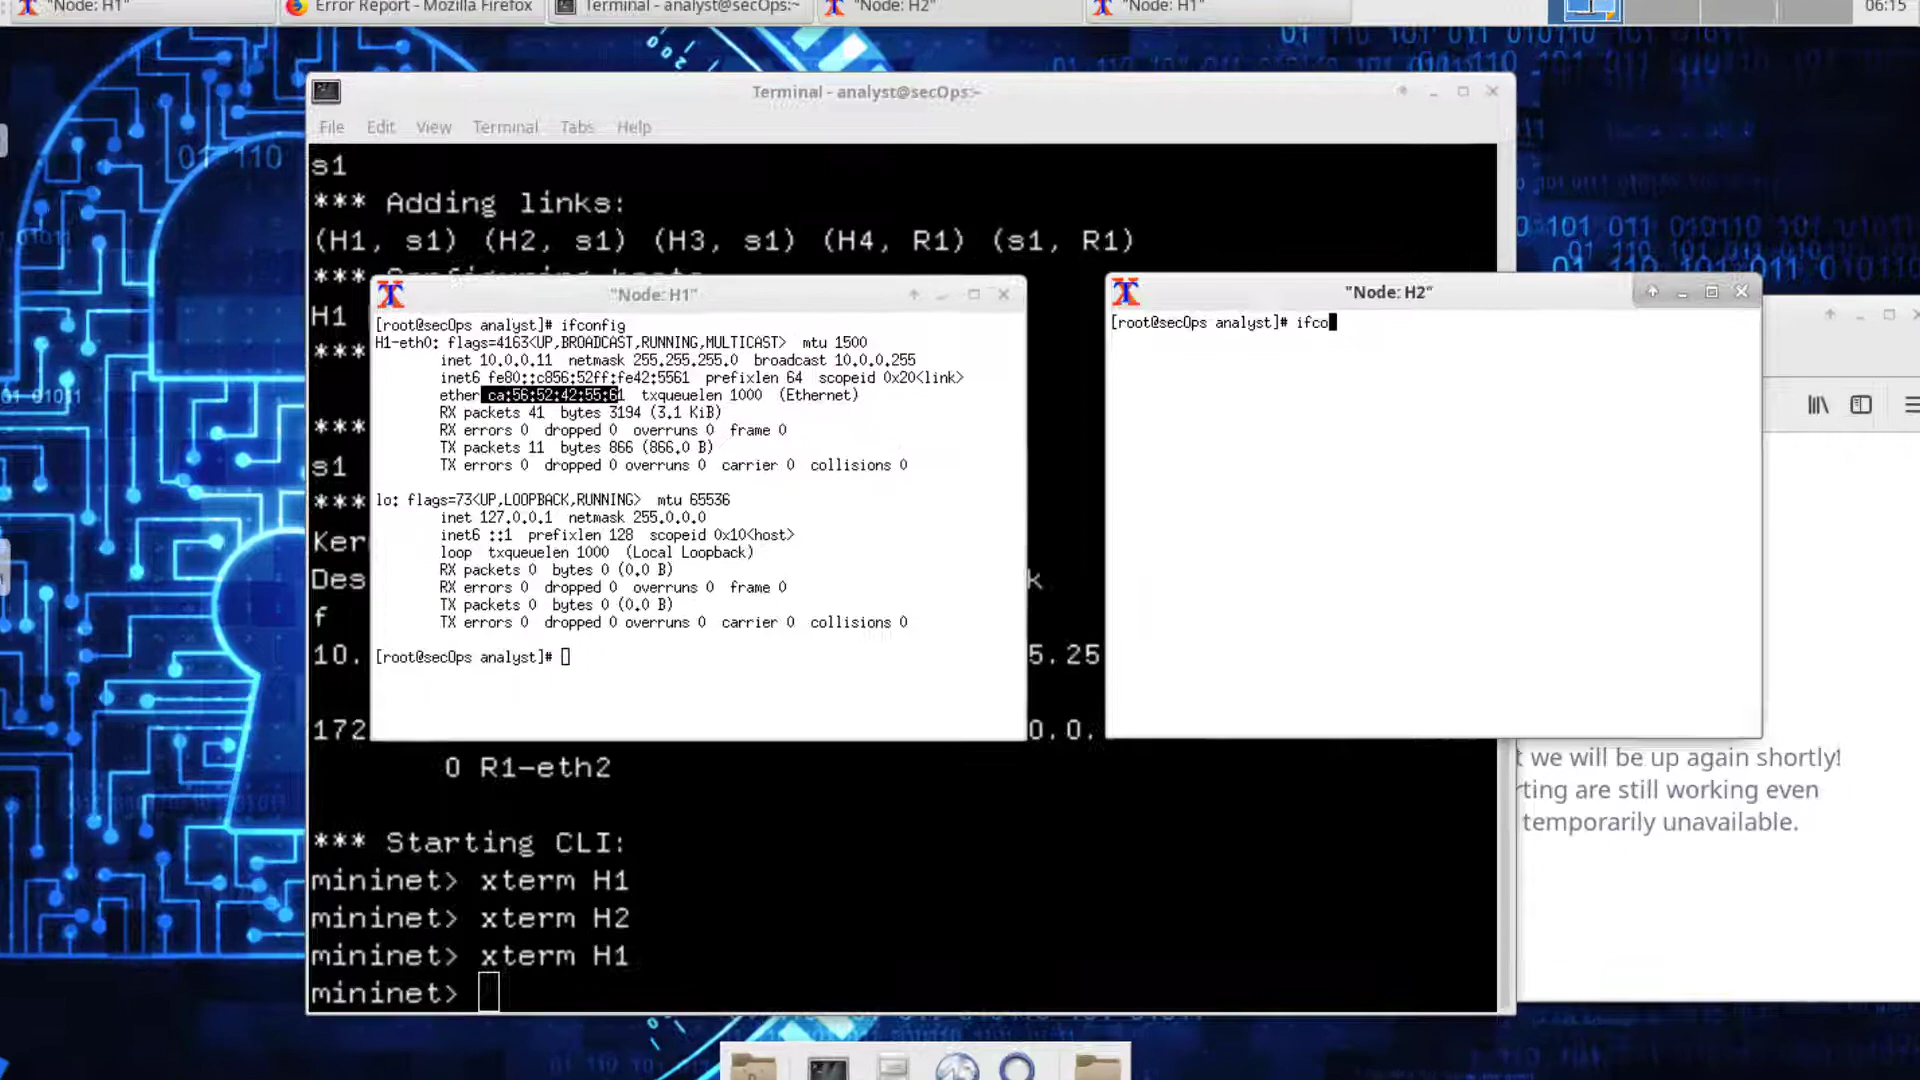 "Node: H1"
Error Report - Mozilla Firefox
Terminal - analyst@secOps:~
"Node: H2"
"Node: H1"
06:15
Terminal - analyst@secOps:~
File Edit View Terminal Tabs Help
s1
*** Adding links:
(H1, s1) (H2, s1) (H3, s1) (H4, R1) (s1, R1)
*** Configuring hosts
H1
***
***
s1
***
Ker
Des
k
f
10.
5.25
172
0.0.
0 R1-eth2
*** Starting CLI:
mininet> xterm H1
mininet> xterm H2
mininet> xterm H1
mininet>
"Node: H1"
[root@secOps analyst]# ifconfig
H1-eth0: flags=4163<UP,BROADCAST,RUNNING,MULTICAST> mtu 1500
inet 10.0.0.11 netmask 255.255.255.0 broadcast 10.0.0.255
inet6 fe80::c856:52ff:fe42:5561 prefixlen 64 scopeid 0x20<link>
ether ca:56:52:42:55:61 txqueuelen 1000 (Ethernet)
RX packets 41 bytes 3194 (3.1 KiB)
RX errors 0 dropped 0 overruns 0 frame 0
TX packets 11 bytes 866 (866.0 B)
TX errors 0 dropped 0 overruns 0 carrier 0 collisions 0
lo: flags=73<UP,LOOPBACK,RUNNING> mtu 65536
inet 127.0.0.1 netmask 255.0.0.0
inet6 ::1 prefixlen 128 scopeid 0x10<host>
loop txqueuelen 1000 (Local Loopback)
RX packets 0 bytes 0 (0.0 B)
RX errors 0 dropped 0 overruns 0 frame 0
TX packets 0 bytes 0 (0.0 B)
TX errors 0 dropped 0 overruns 0 carrier 0 collisions 0
[root@secOps analyst]#
"Node: H2"
[root@secOps analyst]# ifco
t we will be up again shortly!
rting are still working even
temporarily unavailable.